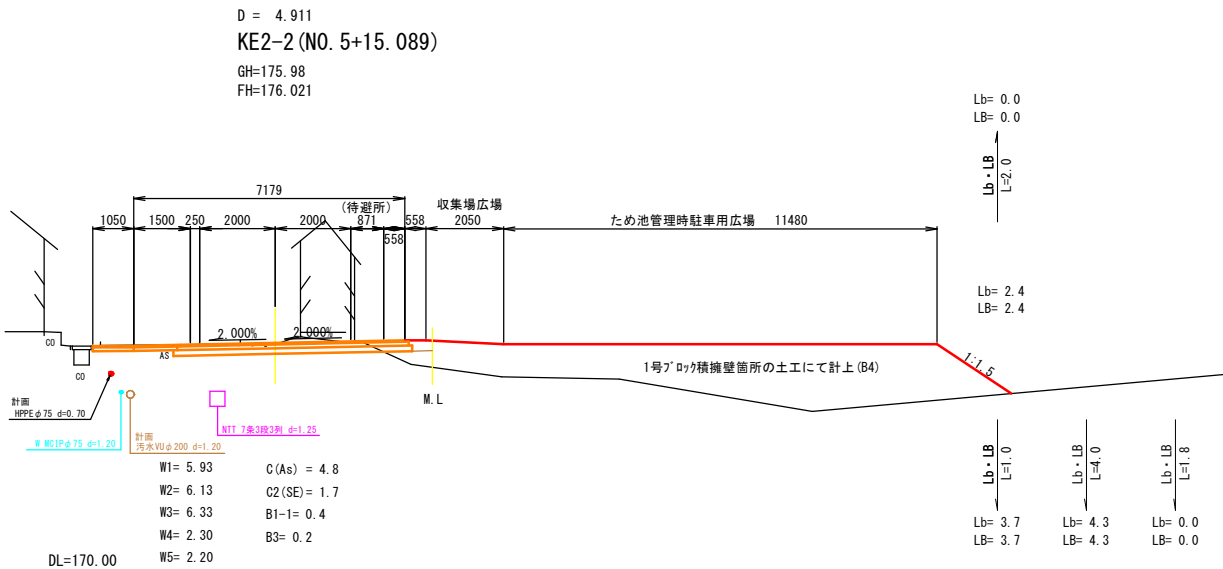 D = 4.911
KE2-2(NO.5+15.089)
GH=175.98
FH=176.021
Lb= 0.0
LB= 0.0
Lb・LB
L=2.0
7179
(待避所)
収集場広場
1050
1500
250
2000
2000
871
558
558
2050
ため池管理時駐車用広場 11480
Lb= 2.4
LB= 2.4
2.000%
2.000%
CO
AS
CO
1:1.5
1号ブロック積擁壁箇所の土工にて計上(B4)
M.L
計画
HPPEφ75 d=0.70
W MCIPφ75 d=1.20
計画
汚水VUφ200 d=1.20
NTT 7条3段3列 d=1.25
W1= 5.93
W2= 6.13
W3= 6.33
W4= 2.30
W5= 2.20
C(As) = 4.8
C2(SE)= 1.7
B1-1= 0.4
B3= 0.2
Lb・LB
L=1.0
Lb・LB
L=4.0
Lb・LB
L=1.8
Lb= 3.7
LB= 3.7
Lb= 4.3
LB= 4.3
Lb= 0.0
LB= 0.0
DL=170.00